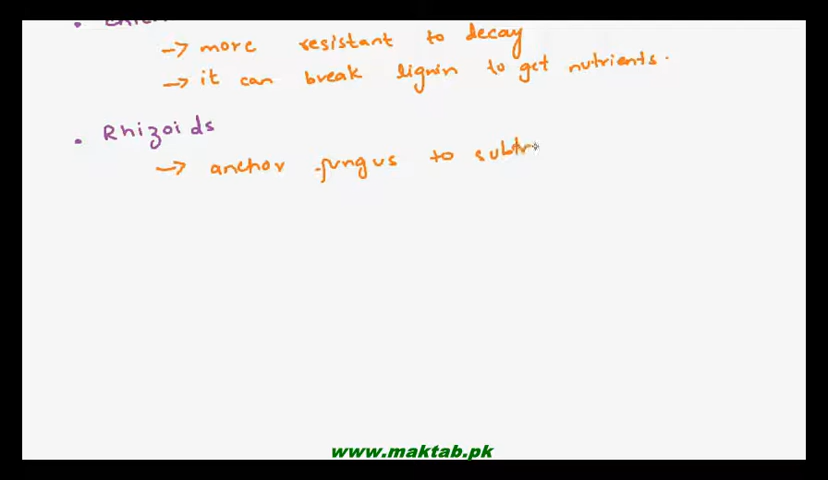 → more resistant to decay
→ it can break lignin to get nutrients.
• Rhizoids
→ anchor fungus to
www.maktab.pk